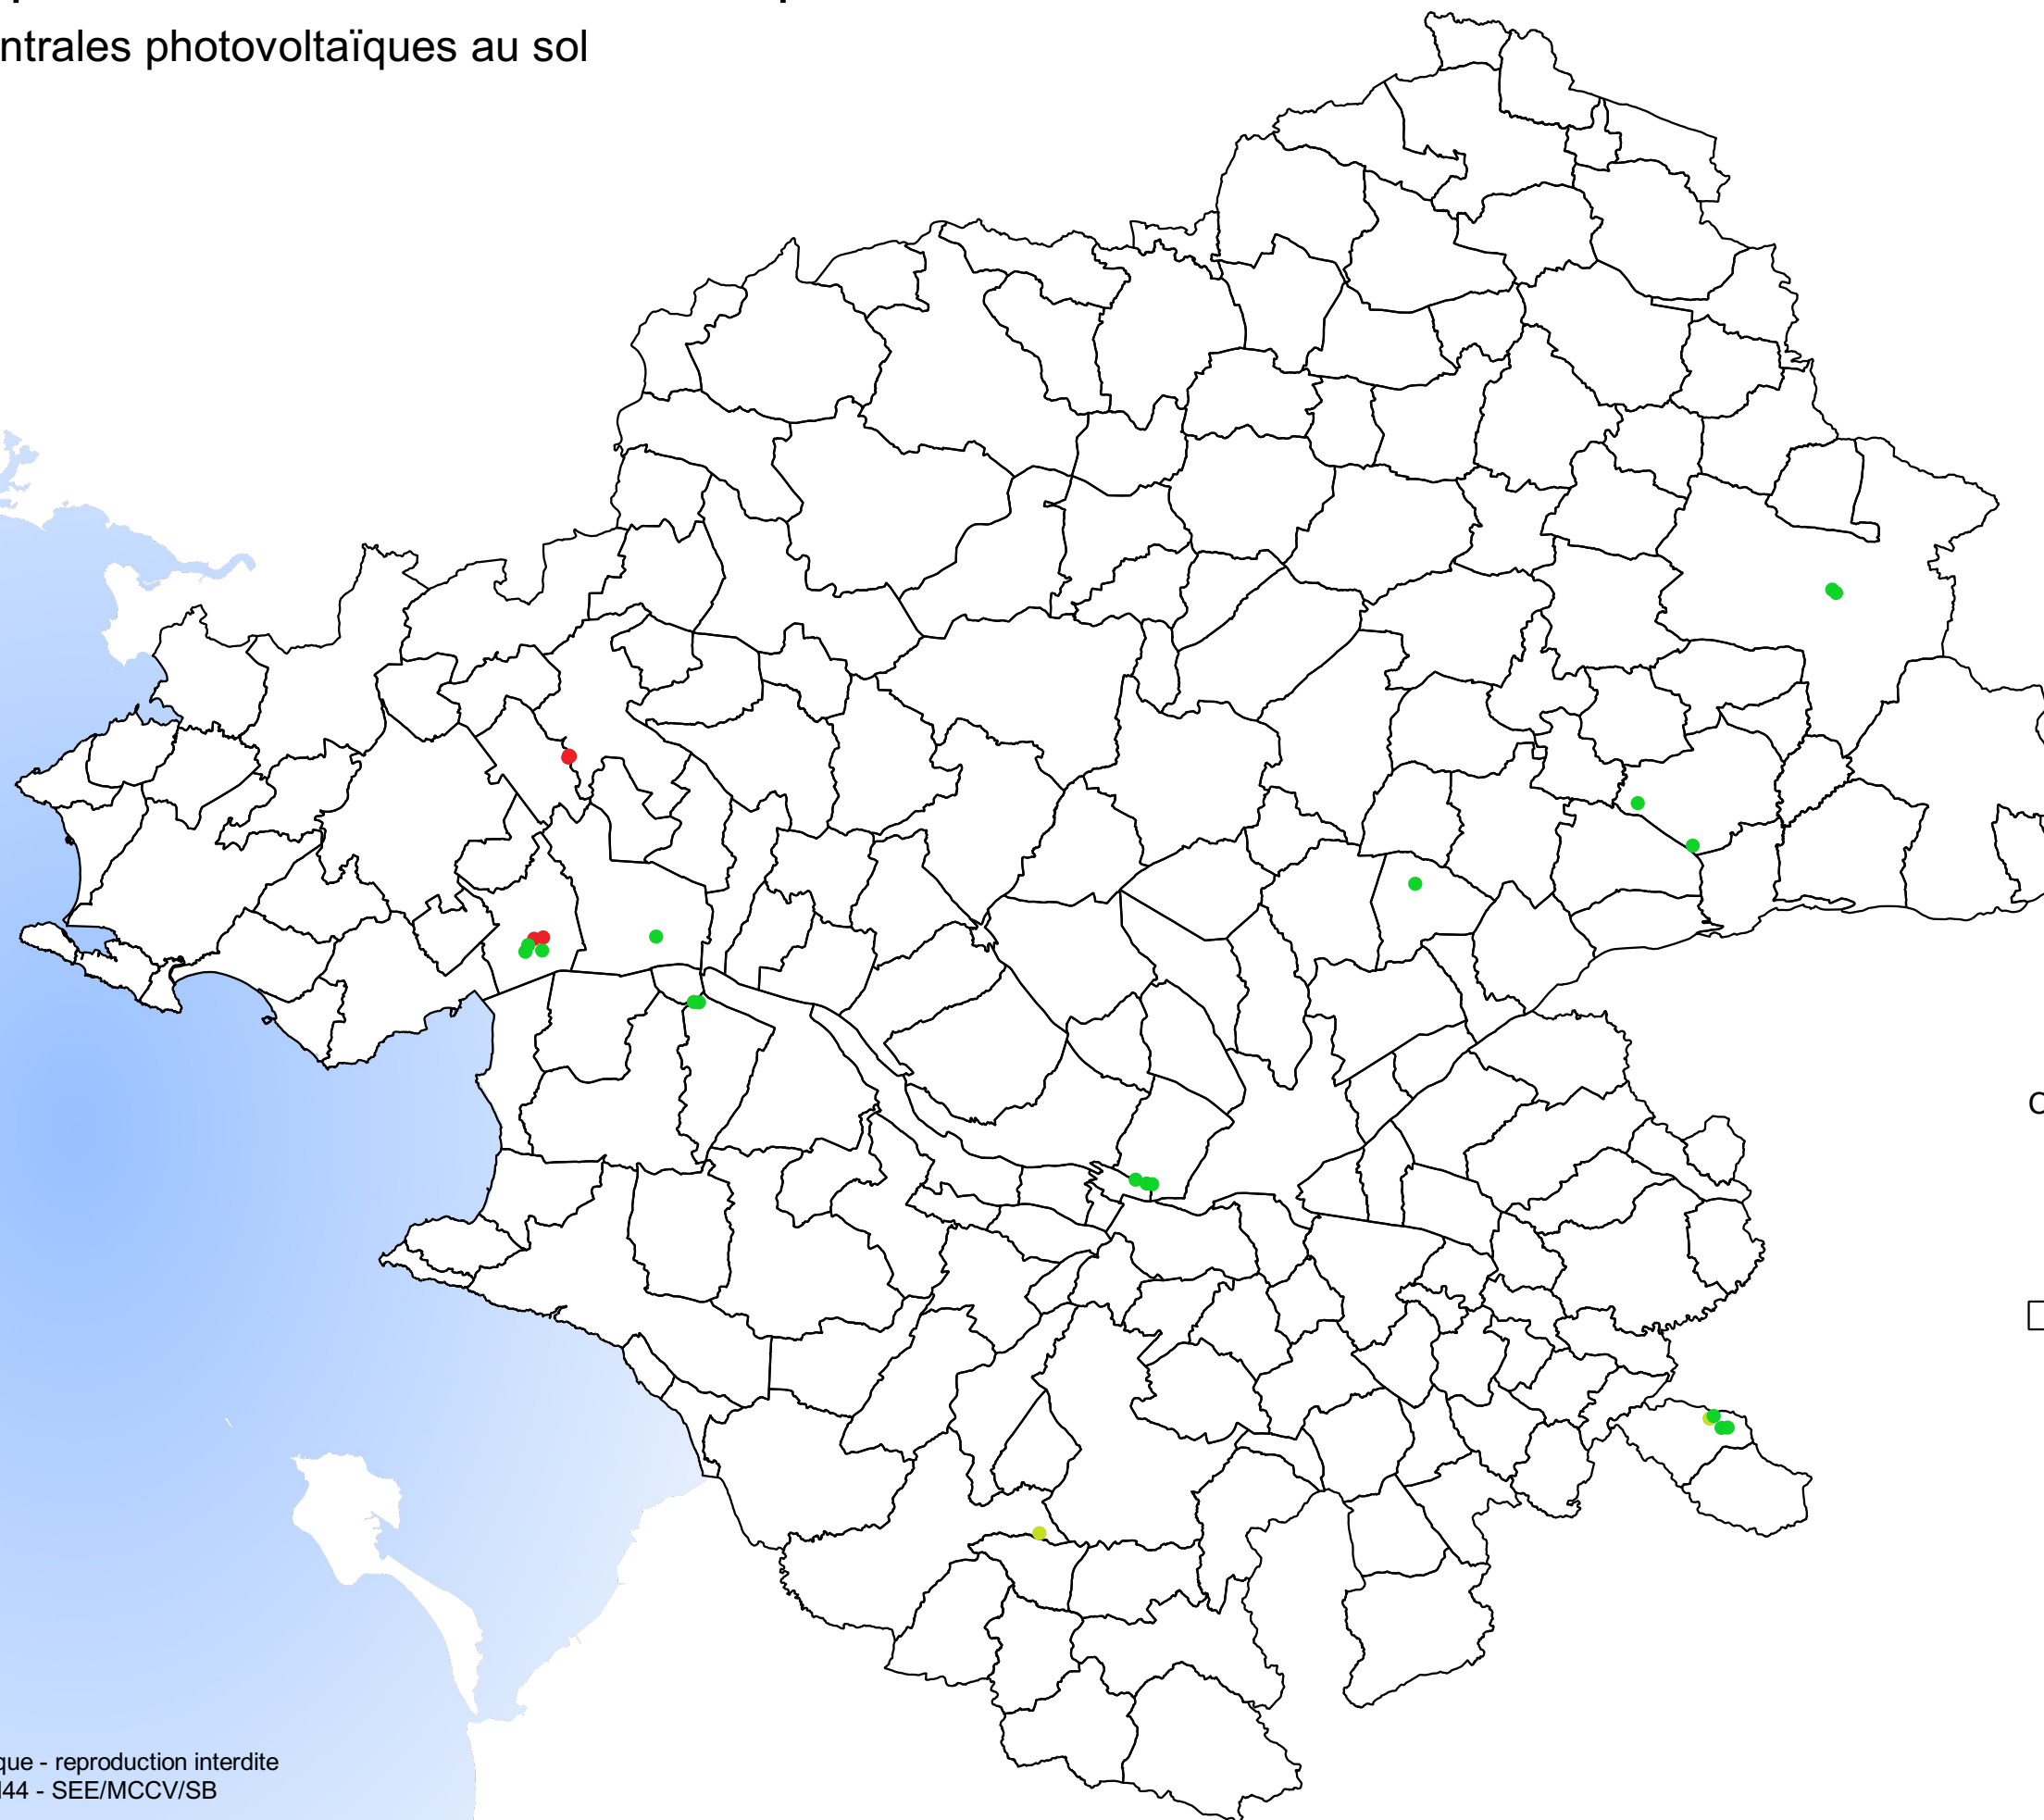 ntrales photovoltaïques au sol
que - reproduction interdite
44 - SEE/MCCV/SB